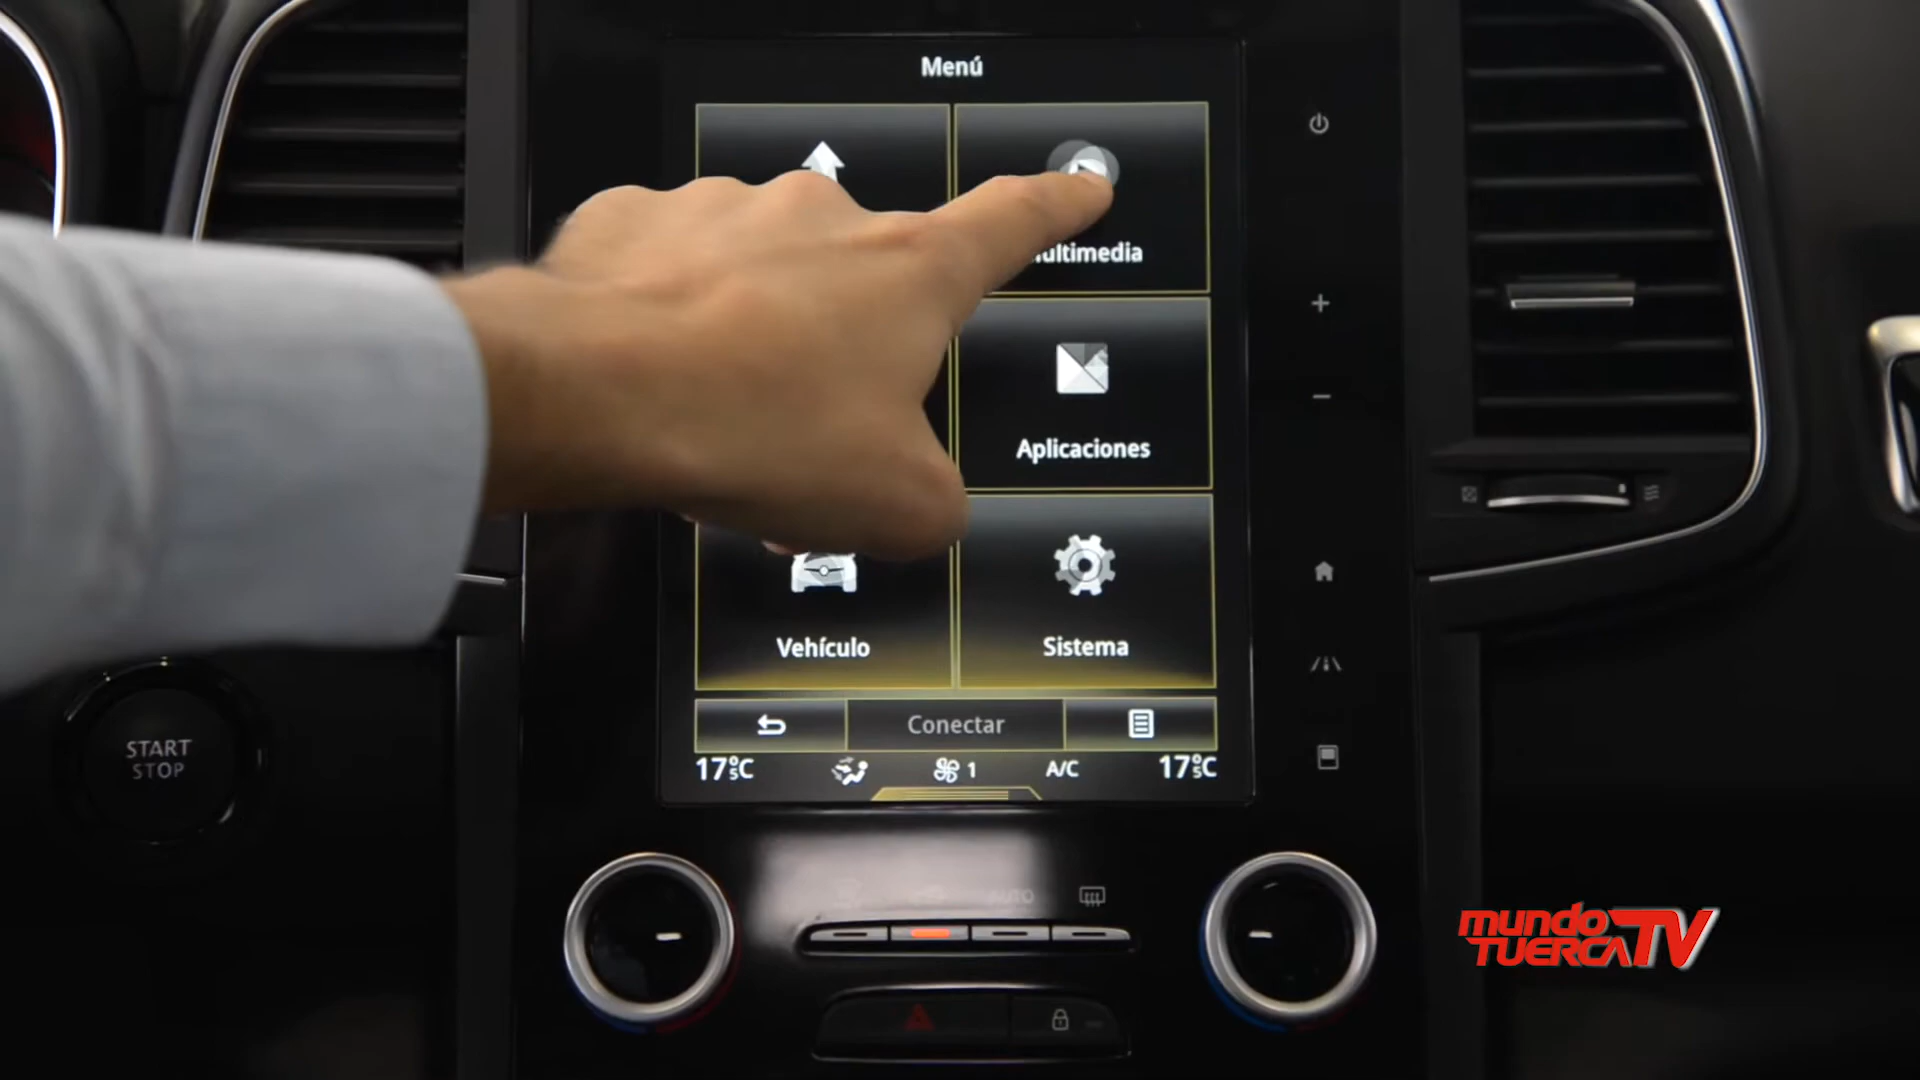 Menú
ultimedia
Aplicaciones
Vehículo
Sistema
Conectar
17.5°C
1
A/C
17.5°C
START
STOP
AUTO
mundo
TUERCA TV